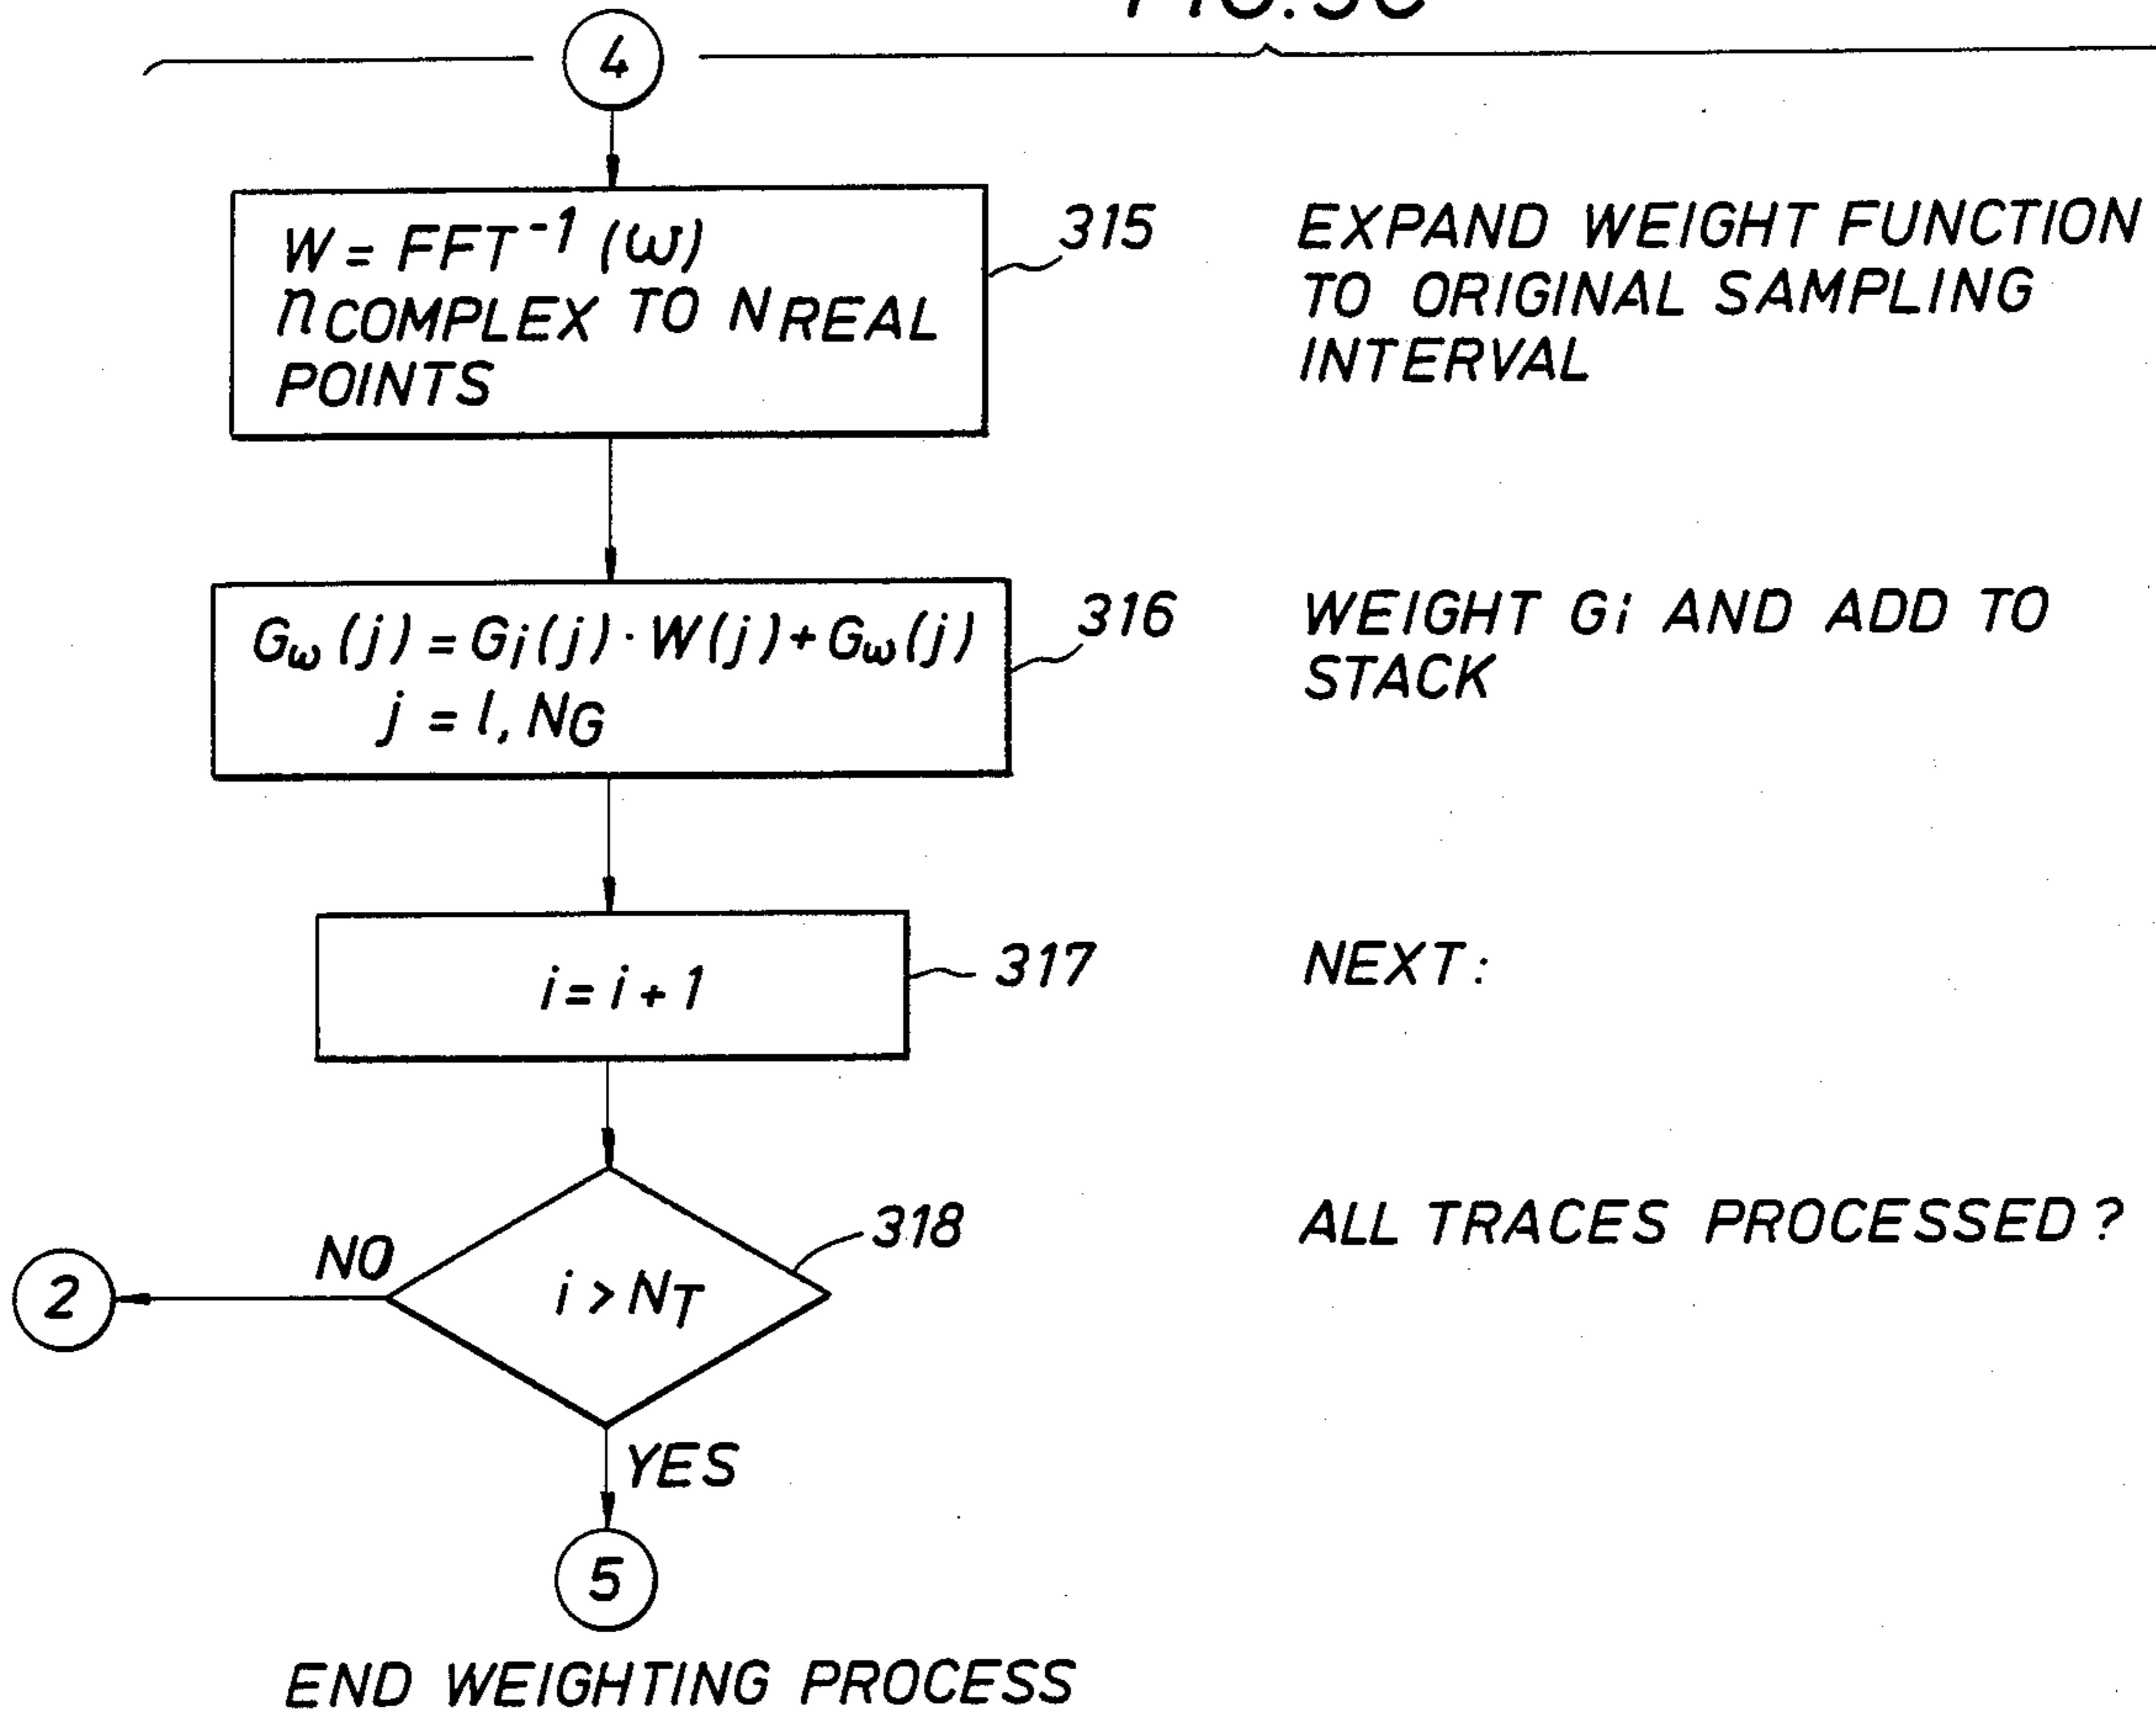 4
W = FFT⁻¹ (ω)
n COMPLEX TO N REAL
POINTS
315
EXPAND WEIGHT FUNCTION
TO ORIGINAL SAMPLING
INTERVAL
Gω (j) = Gi(j) · W(j) + Gω(j)
j = l, NG
316
WEIGHT Gi AND ADD TO
STACK
i = i + 1
317
NEXT:
i > NT
318
ALL TRACES PROCESSED?
NO
2
YES
5
END WEIGHTING PROCESS